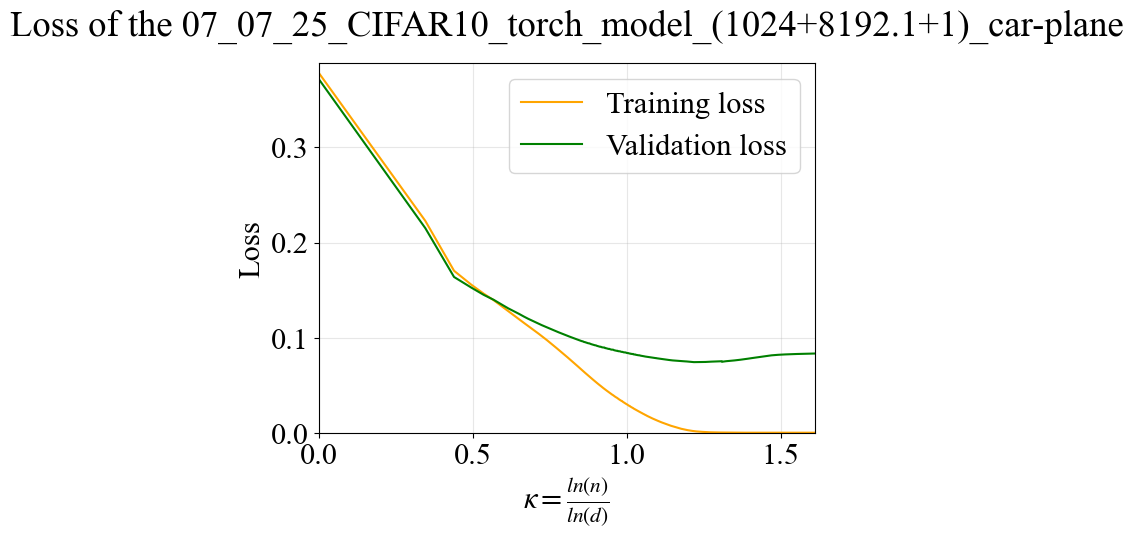 Loss of the 07_07_25_CIFAR10_torch_model_(1024+8192.1+1)_car-plane
Training loss
Validation loss
Loss
0.3
0.2
0.1
0.0
0.0 0.5 1.0 1.5
κ = ln(n) / ln(d)